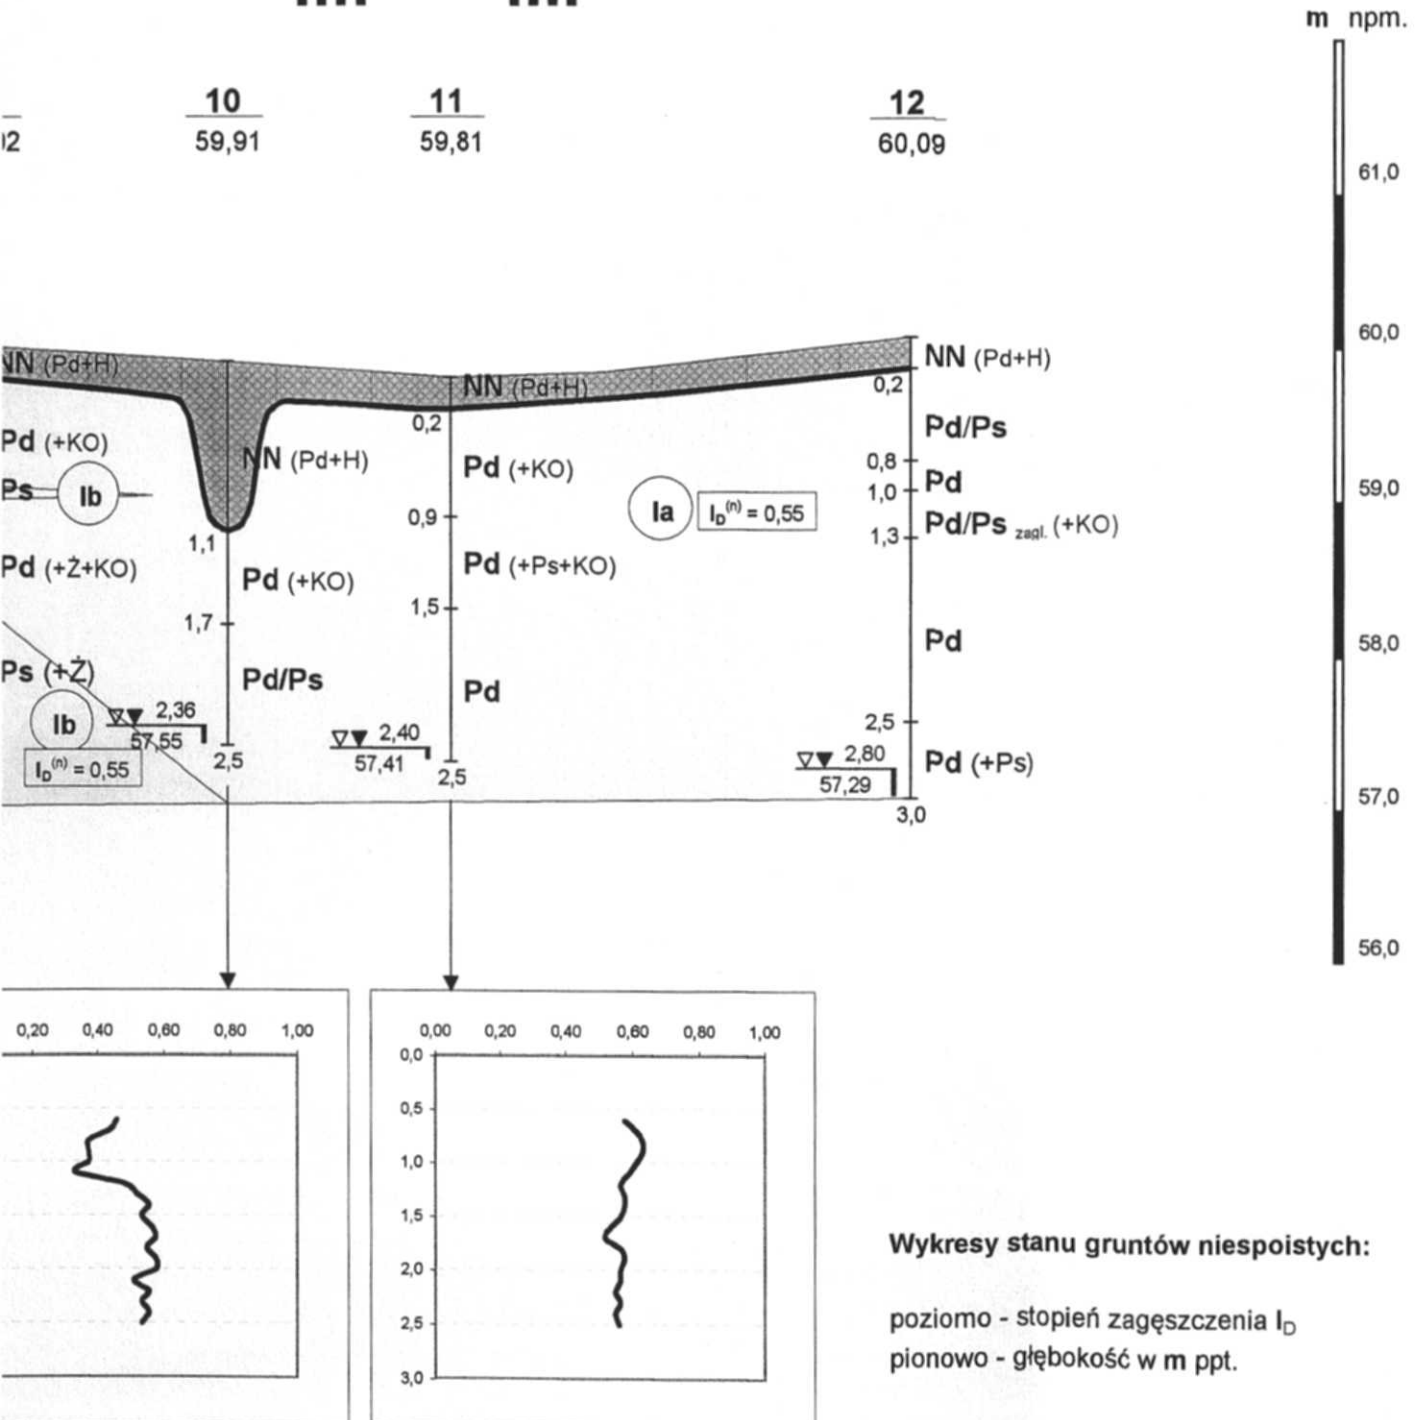 m npm.
10 11 12
59,91 59,81 60,09
61,0
60,0
NN (Pd+H)
NN (Pd+H)
NN (Pd+H)
0,2
0,2
Pd/Ps
Pd (+KO)
NN (Pd+H)
Pd (+KO)
0,8
Pd
1,0
59,0
Ps
Ib
0,9
Ia
I_D^(n) = 0,55
Pd/Ps zagl. (+KO)
1,3
1,1
Pd (+Ż+KO)
Pd (+KO)
Pd (+Ps+KO)
1,5
1,7
Pd
58,0
Ps (+Ż)
Pd/Ps
Pd
Ib
2,36
57,55
2,40
57,41
2,5
2,80
57,29
Pd (+Ps)
I_D^(n) = 0,55
2,5
2,5
57,0
3,0
56,0
0,20 0,40 0,60 0,80 1,00
0,00 0,20 0,40 0,60 0,80 1,00
0,0
0,5
1,0
1,5
2,0
2,5
3,0
Wykresy stanu gruntów niespoistych:
poziomo - stopień zagęszczenia I_D
pionowo - głębokość w m ppt.